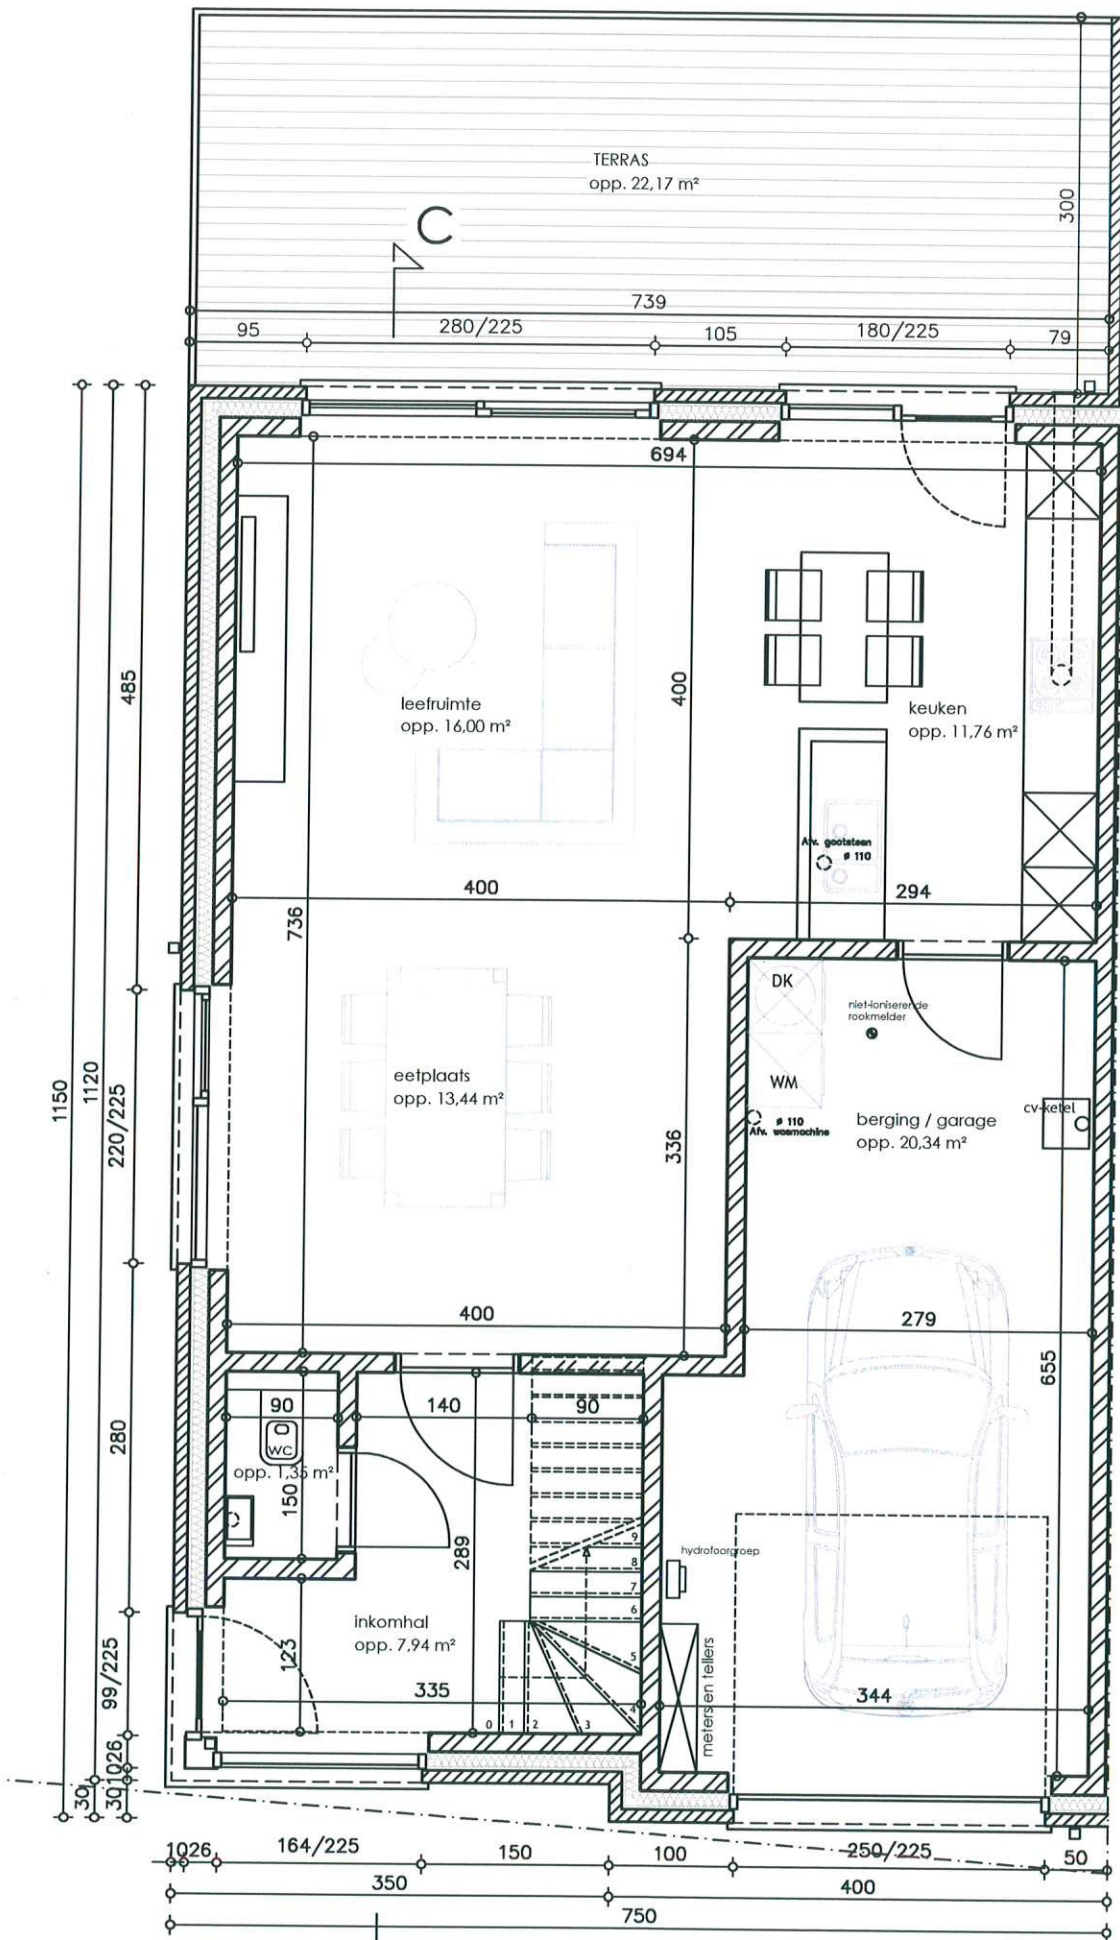 TERRAS
opp. 22,17 m²
300
C
739
95
280/225
105
180/225
79
694
485
leefruimte
opp. 16,00 m²
400
keuken
opp. 11,76 m²
Afv. gootsteen
ø 110
400
294
736
DK
niet-ioniserende
rookmelder
1150
1120
220/225
eetplaats
opp. 13,44 m²
WM
cv-ketel
ø 110
Afv. wasmachine
berging / garage
opp. 20,34 m²
336
400
279
655
90
140
90
280
WC
opp. 1,35 m²
150
289
9
8
7
6
5
4
hydrofoorgroep
inkomhal
opp. 7,94 m²
123
99/225
335
344
meters en tellers
0
1
2
3
1026
30
30
1026
164/225
150
100
250/225
50
350
400
750